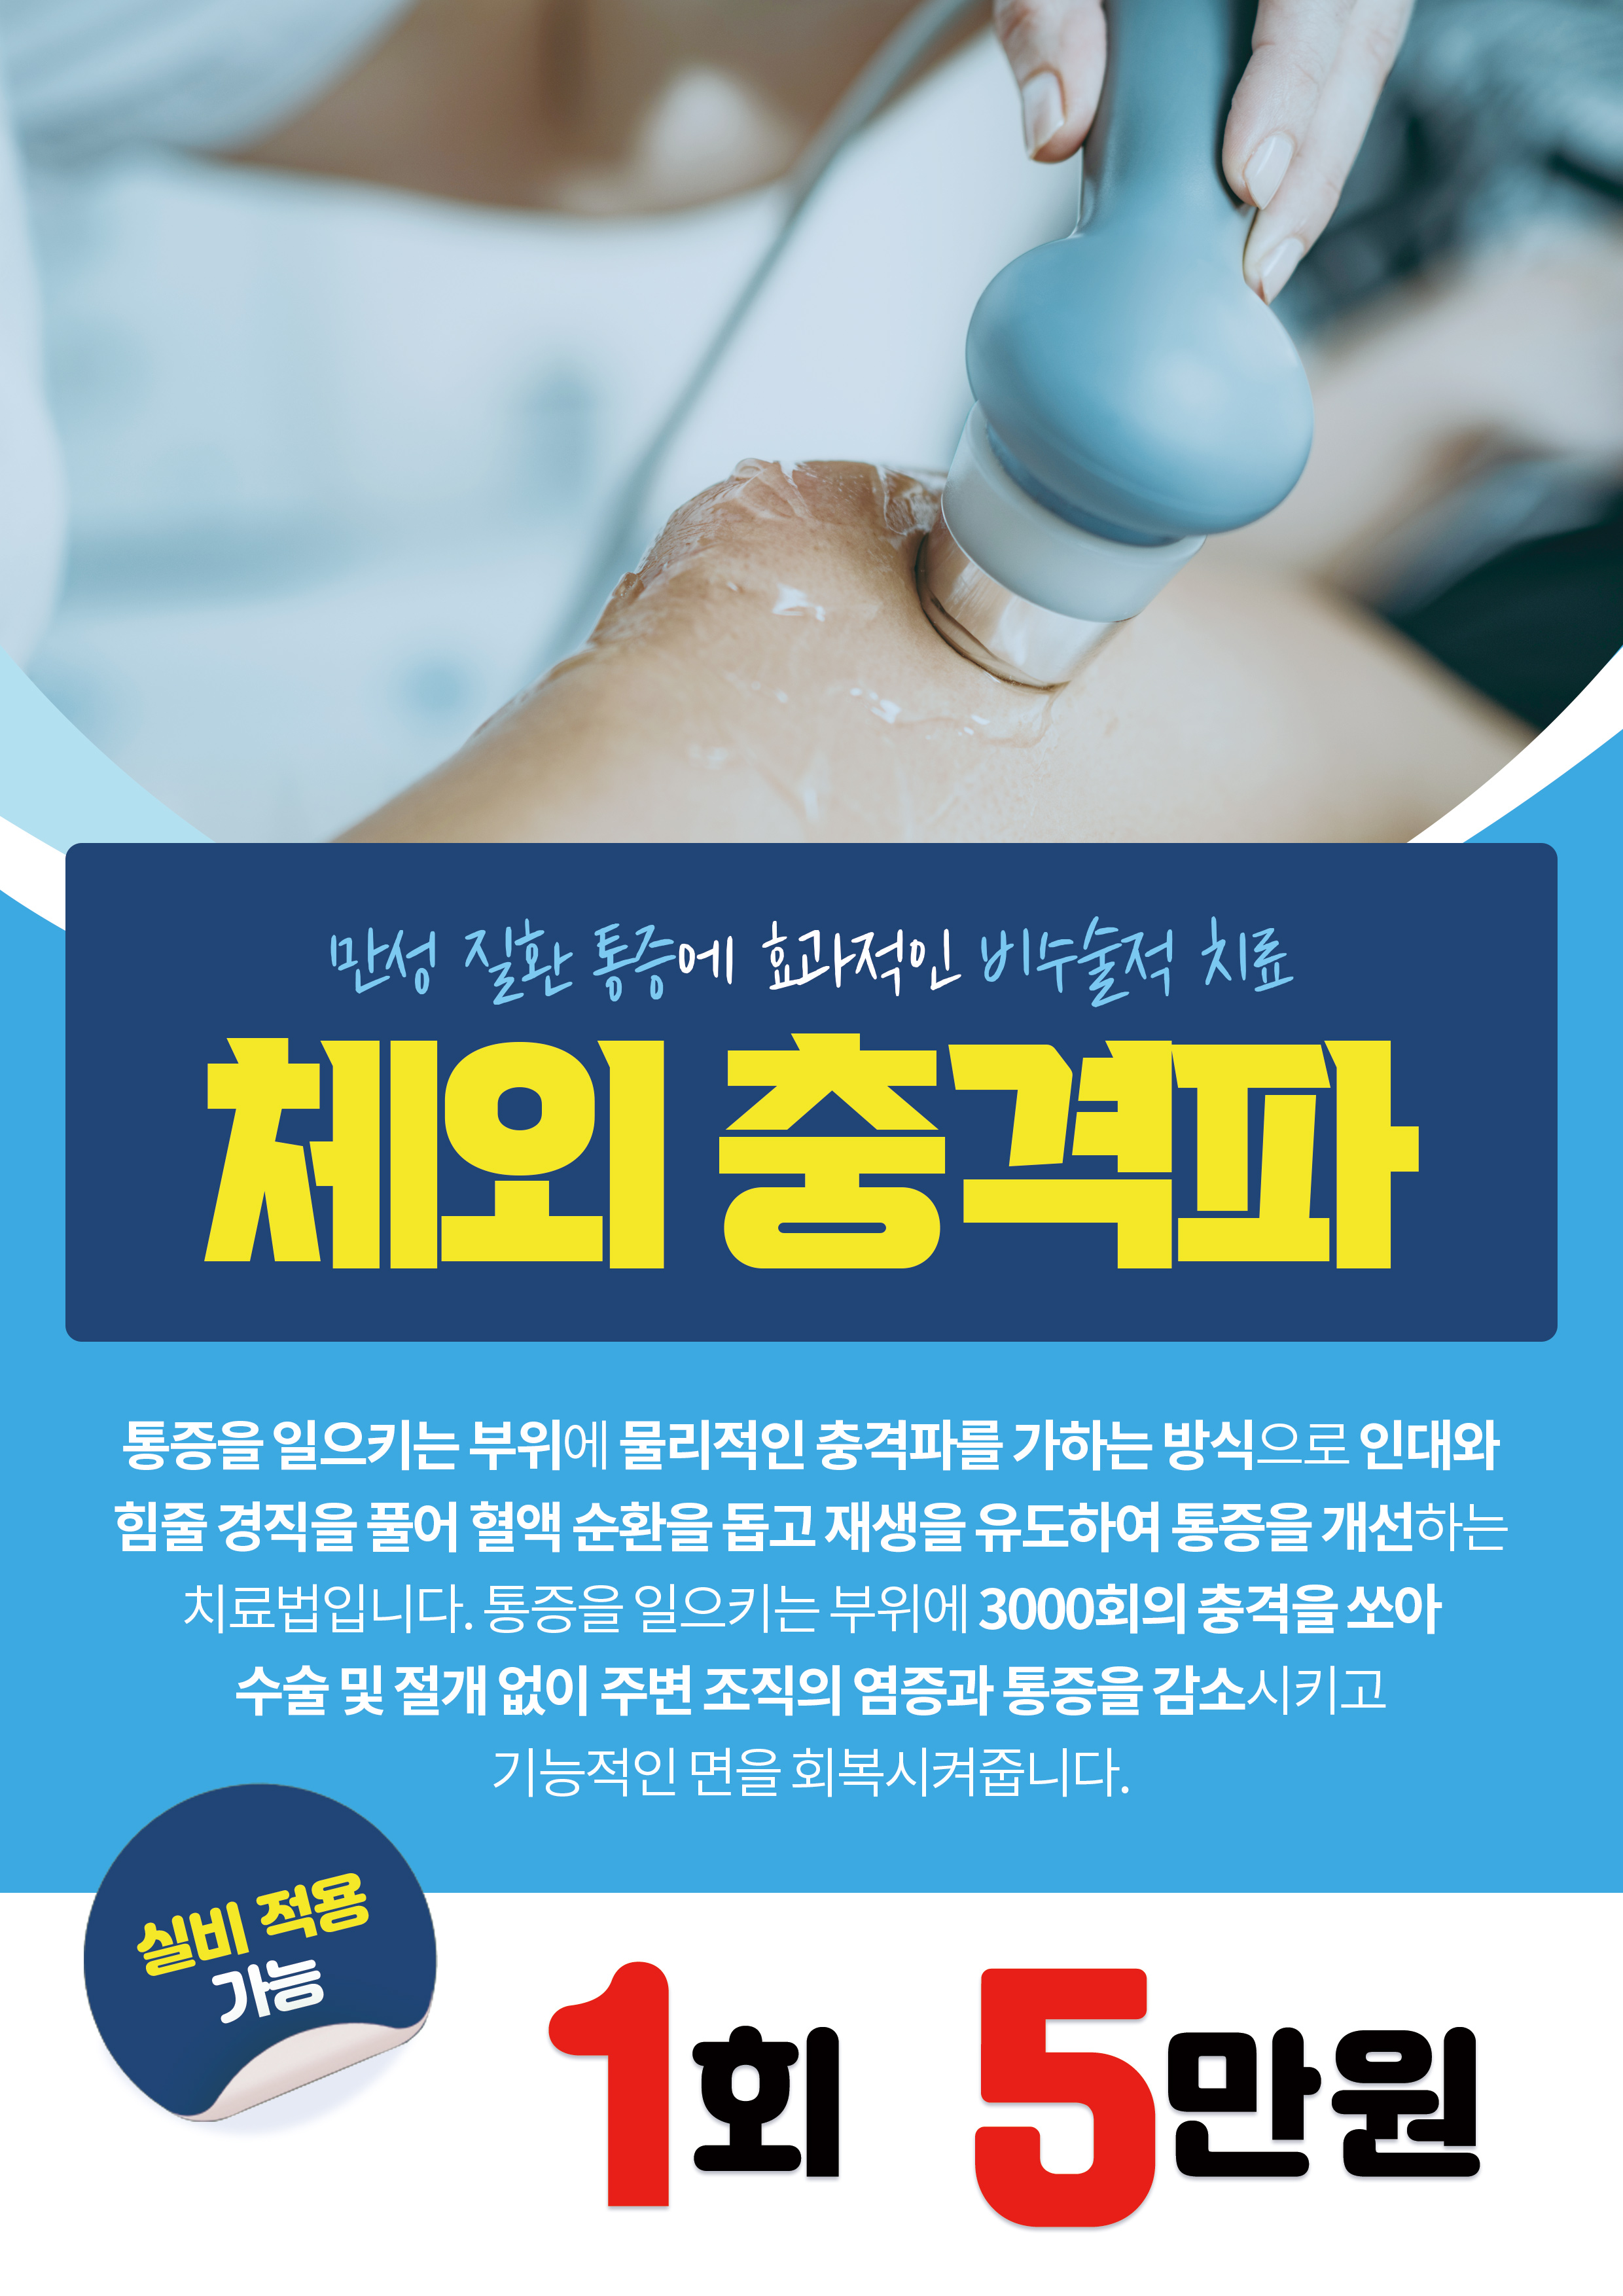 만성 질환 통증에 효과적인 비수술적 치료
체외 충격파
통증을 일으키는 부위에 물리적인 충격파를 가하는 방식으로 인대와
힘줄 경직을 풀어 혈액 순환을 돕고 재생을 유도하여 통증을 개선하는
치료법입니다. 통증을 일으키는 부위에 3000회의 충격을 쏘아
수술 및 절개 없이 주변 조직의 염증과 통증을 감소시키고
기능적인 면을 회복시켜줍니다.
실비 적용
가능
1회 5만원